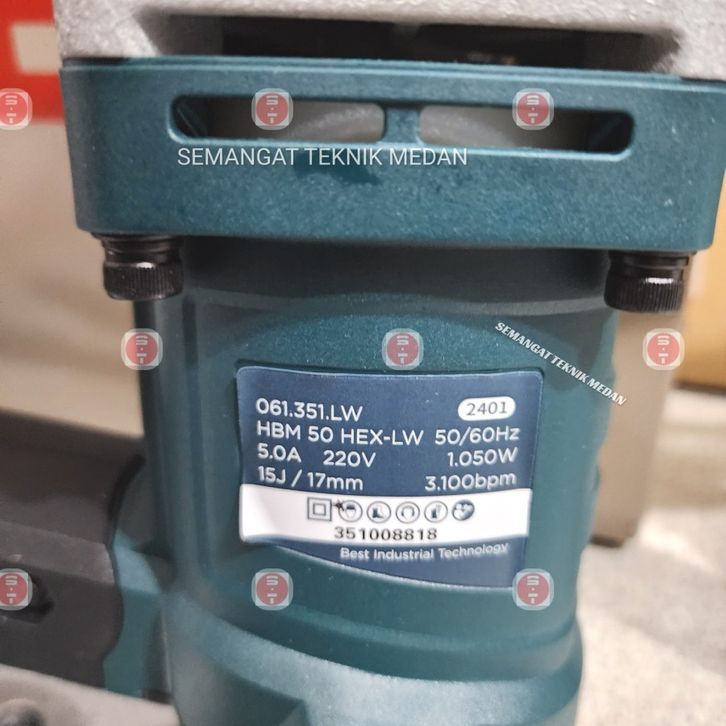 SEMANGAT TEKNIK MEDAN
SEMANGAT TEKNIK MEDAN
061.351.LW 2401
HBM 50 HEX-LW 50/60Hz
5.0A 220V 1.050W
15J / 17mm 3.100bpm
351008818
Best Industrial Technology